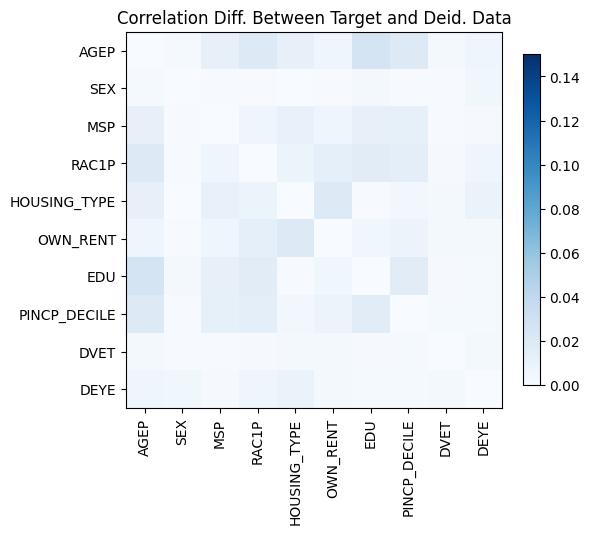 Correlation Diff. Between Target and Deid. Data
AGEP
SEX
MSP
RAC1P
HOUSING_TYPE
OWN_RENT
EDU
PINCP_DECILE
DVET
DEYE
AGEP
SEX
MSP
RAC1P
HOUSING_TYPE
OWN_RENT
EDU
PINCP_DECILE
DVET
DEYE
0.14
0.12
0.10
0.08
0.06
0.04
0.02
0.00